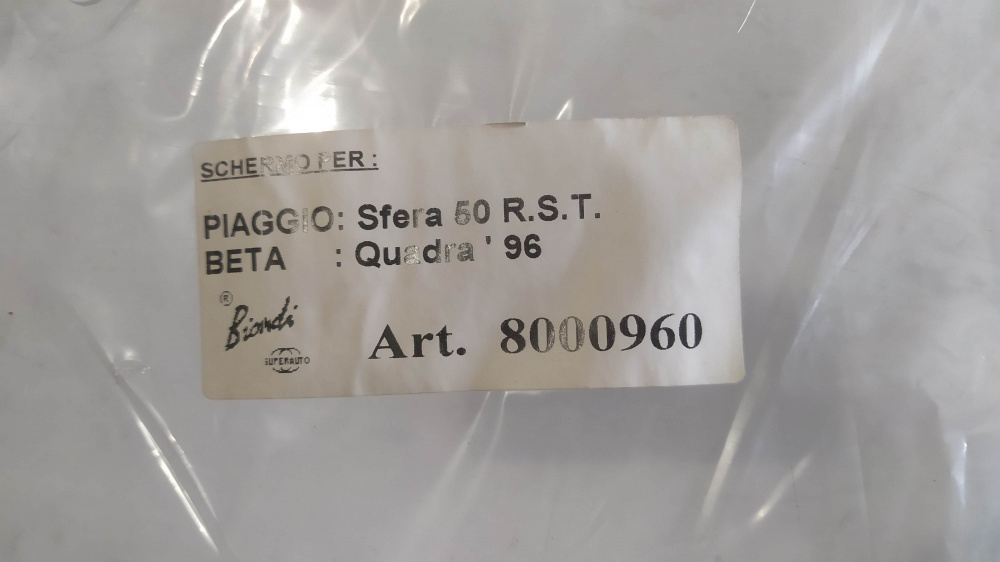 SCHERMO PER :
PIAGGIO: Sfera 50 R.S.T.
BETA : Quadra ' 96
®
Biondi
SUPERAUTO
Art. 8000960